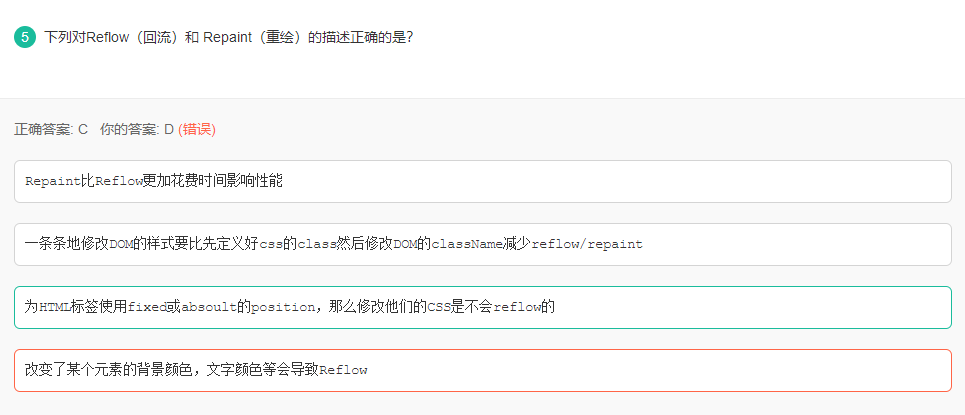 5 下列对Reflow（回流）和 Repaint（重绘）的描述正确的是?
正确答案: C 你的答案: D (错误)
Repaint比Reflow更加花费时间影响性能
一条条地修改DOM的样式要比先定义好css的class然后修改DOM的className减少reflow/repaint
为HTML标签使用fixed或absoult的position，那么修改他们的CSS是不会reflow的
改变了某个元素的背景颜色，文字颜色等会导致Reflow